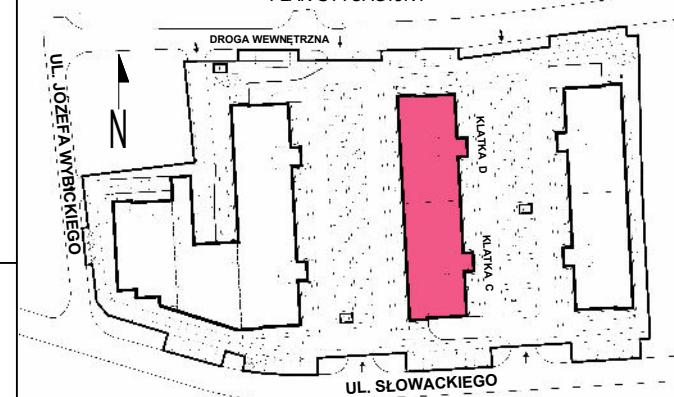 DROGA WEWNĘTRZNA
UL. JÓZEFA WYBICKIEGO
N
KLATKA D
KLATKA C
UL. SŁOWACKIEGO